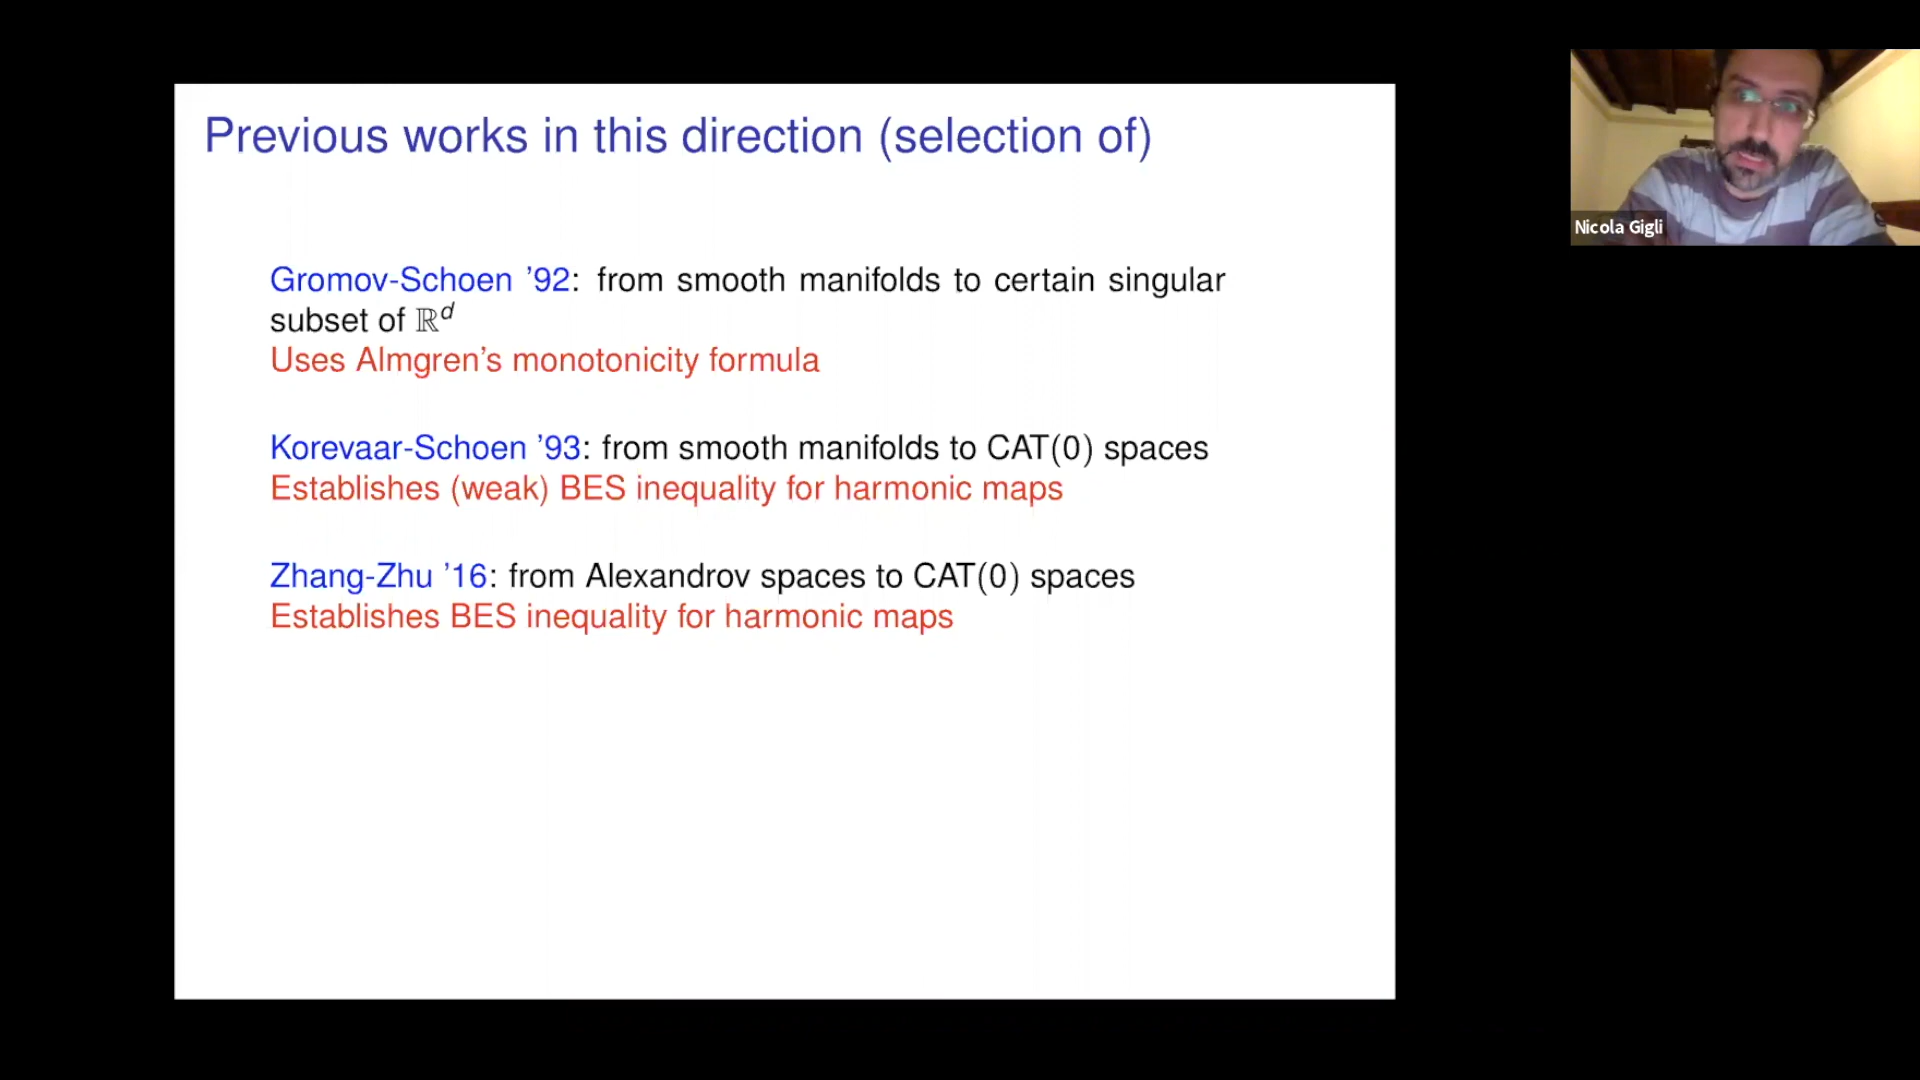 Previous works in this direction (selection of)
Gromov-Schoen ’92: from smooth manifolds to certain singular
subset of ℝᵈ
Uses Almgren’s monotonicity formula
Korevaar-Schoen ’93: from smooth manifolds to CAT(0) spaces
Establishes (weak) BES inequality for harmonic maps
Zhang-Zhu ’16: from Alexandrov spaces to CAT(0) spaces
Establishes BES inequality for harmonic maps
Nicola Gigli